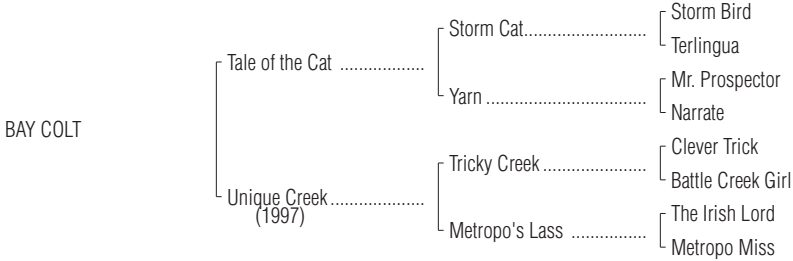 Storm Bird
Storm Cat..........................
Terlingua
Tale of the Cat ..................
Mr. Prospector
Yarn ..................................
Narrate
BAY COLT
Clever Trick
Tricky Creek......................
Battle Creek Girl
Unique Creek....................
(1997)
The Irish Lord
Metropo's Lass ................
Metropo Miss